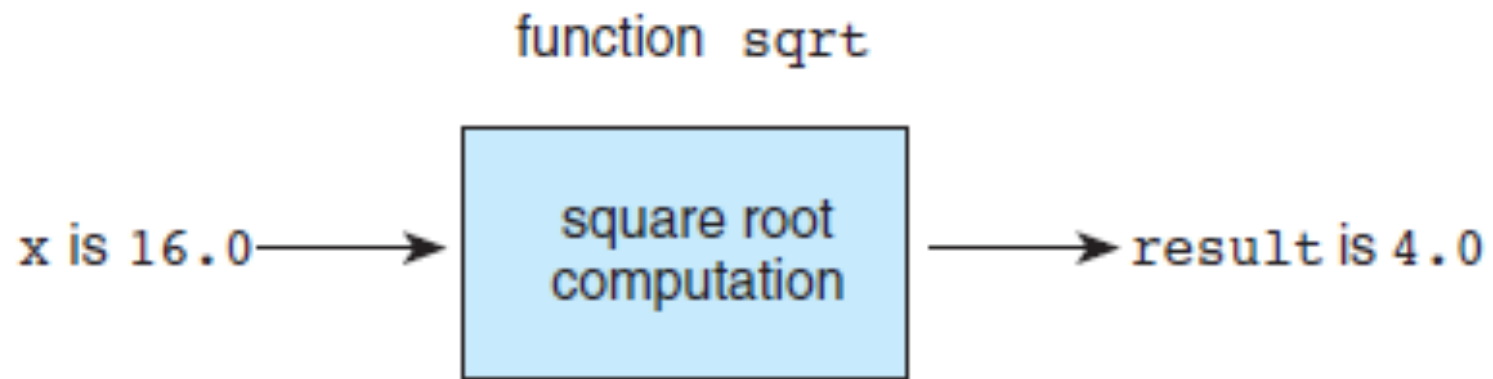 function sqrt
x is 16.0
square root
computation
result is 4.0